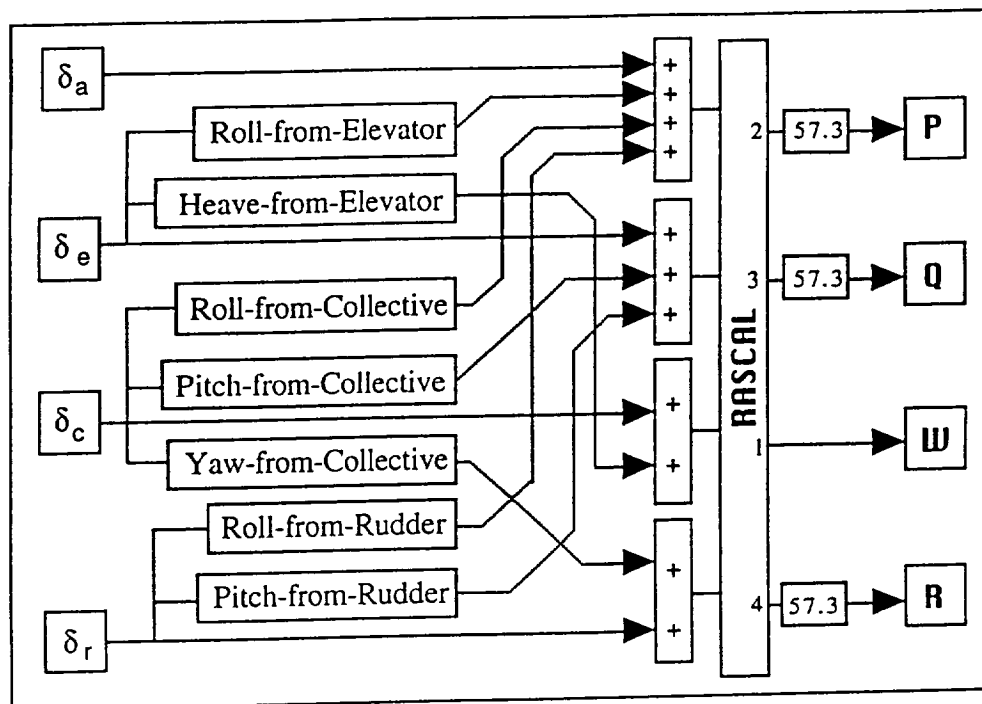 δa
Roll-from-Elevator
Heave-from-Elevator
δe
Roll-from-Collective
Pitch-from-Collective
δc
Yaw-from-Collective
Roll-from-Rudder
Pitch-from-Rudder
δr
+
+
+
+
+
+
+
+
+
+
+
RASCAL
2
57.3
P
3
57.3
Q
1
W
4
57.3
R